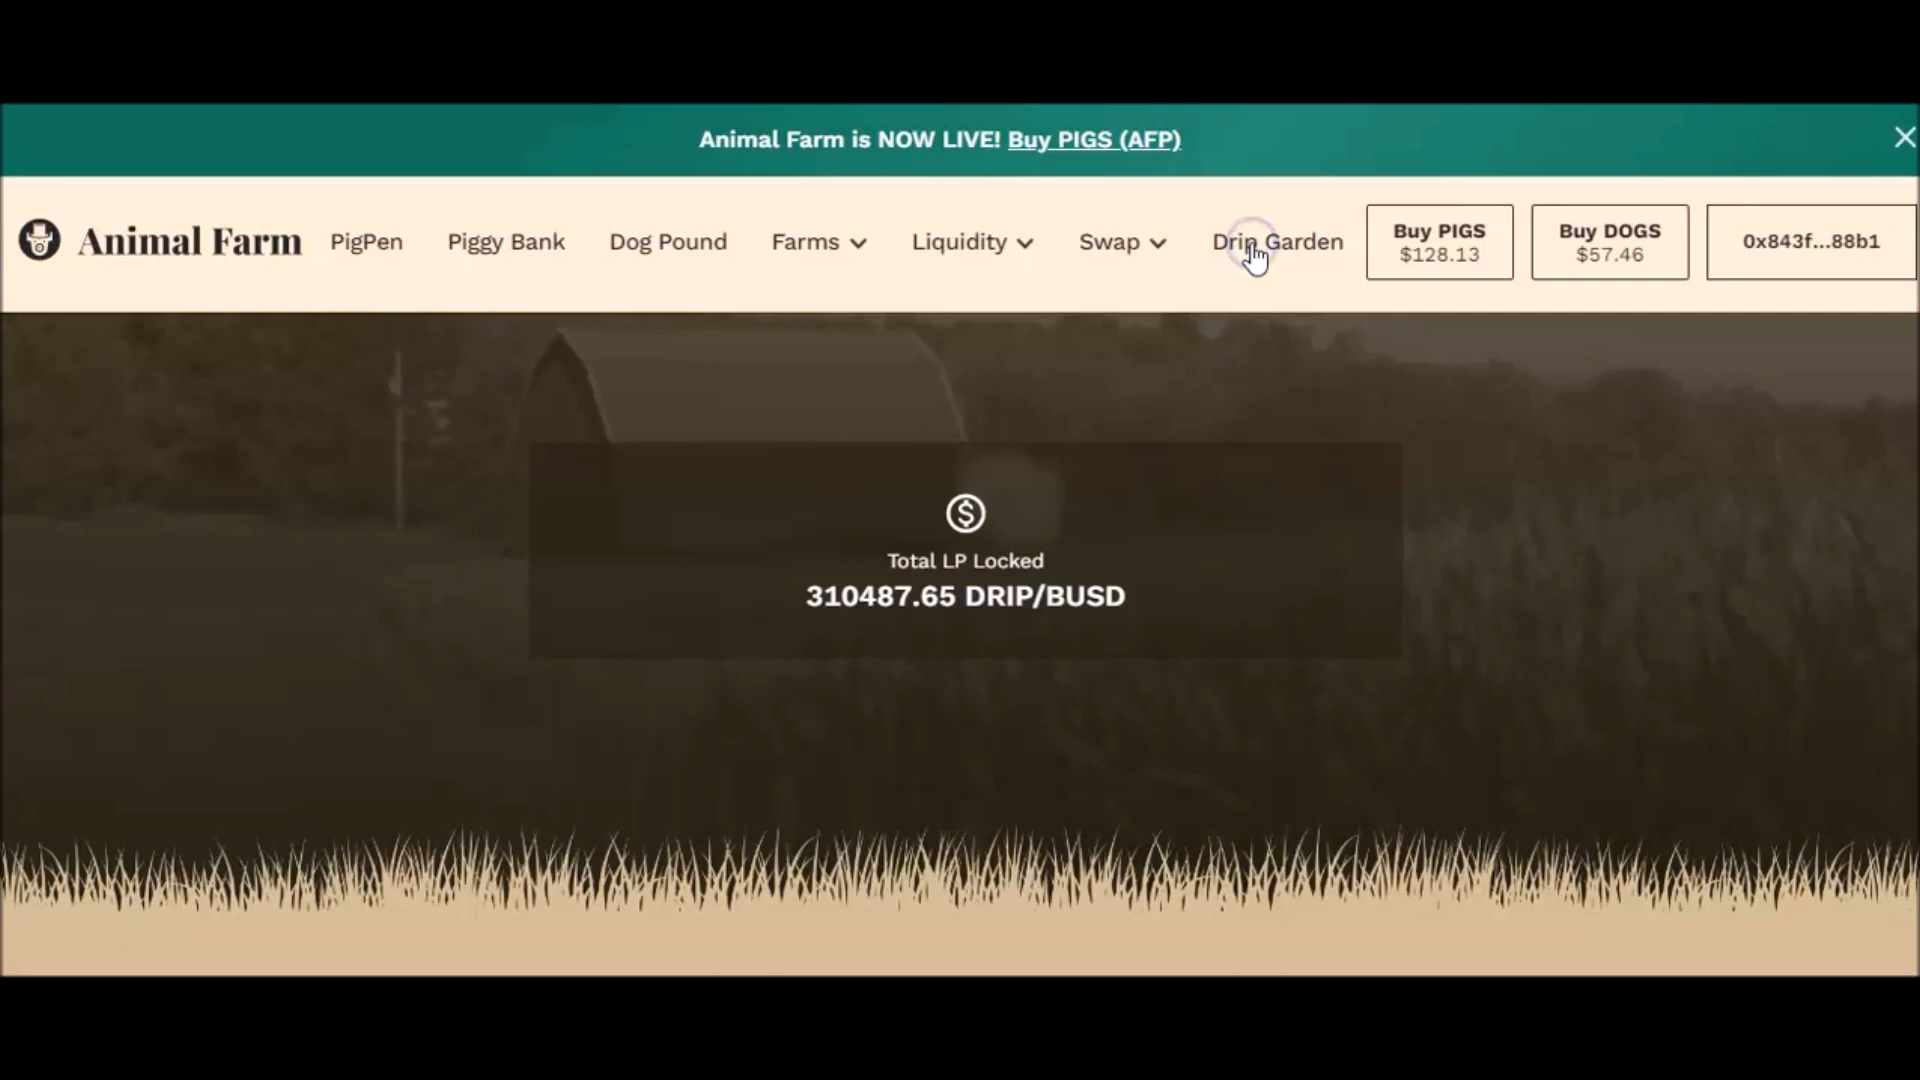 Animal Farm is NOW LIVE! Buy PIGS (AFP)
Animal Farm PigPen Piggy Bank Dog Pound Farms Liquidity Swap Drip Garden
Buy PIGS
$128.13
Buy DOGS
$57.46
0x843f...88b1
Total LP Locked
310487.65 DRIP/BUSD